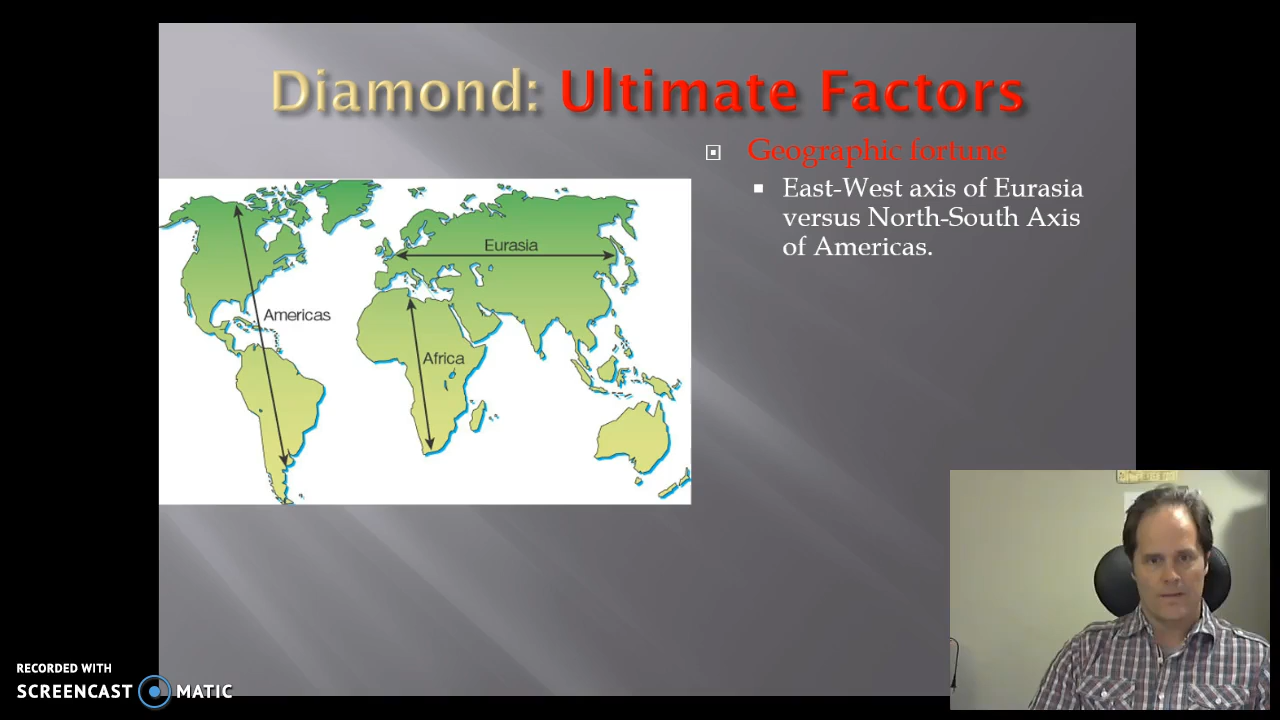 Diamond: Ultimate Factors
Geographic fortune
East-West axis of Eurasia
versus North-South Axis
of Americas.
Eurasia
Americas
Africa
RECORDED WITH
SCREENCAST MATIC